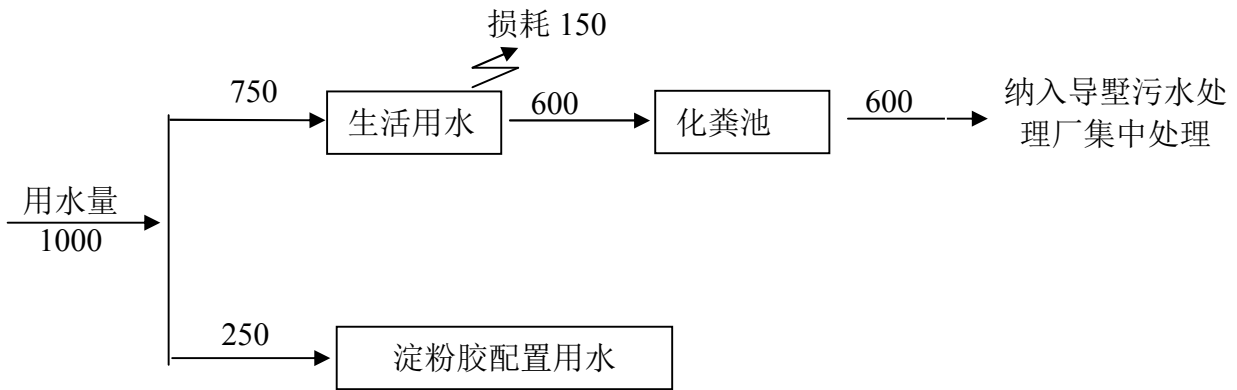 损耗 150
750
生活用水
600
化粪池
600
纳入导墅污水处
理厂集中处理
用水量
1000
250
淀粉胶配置用水